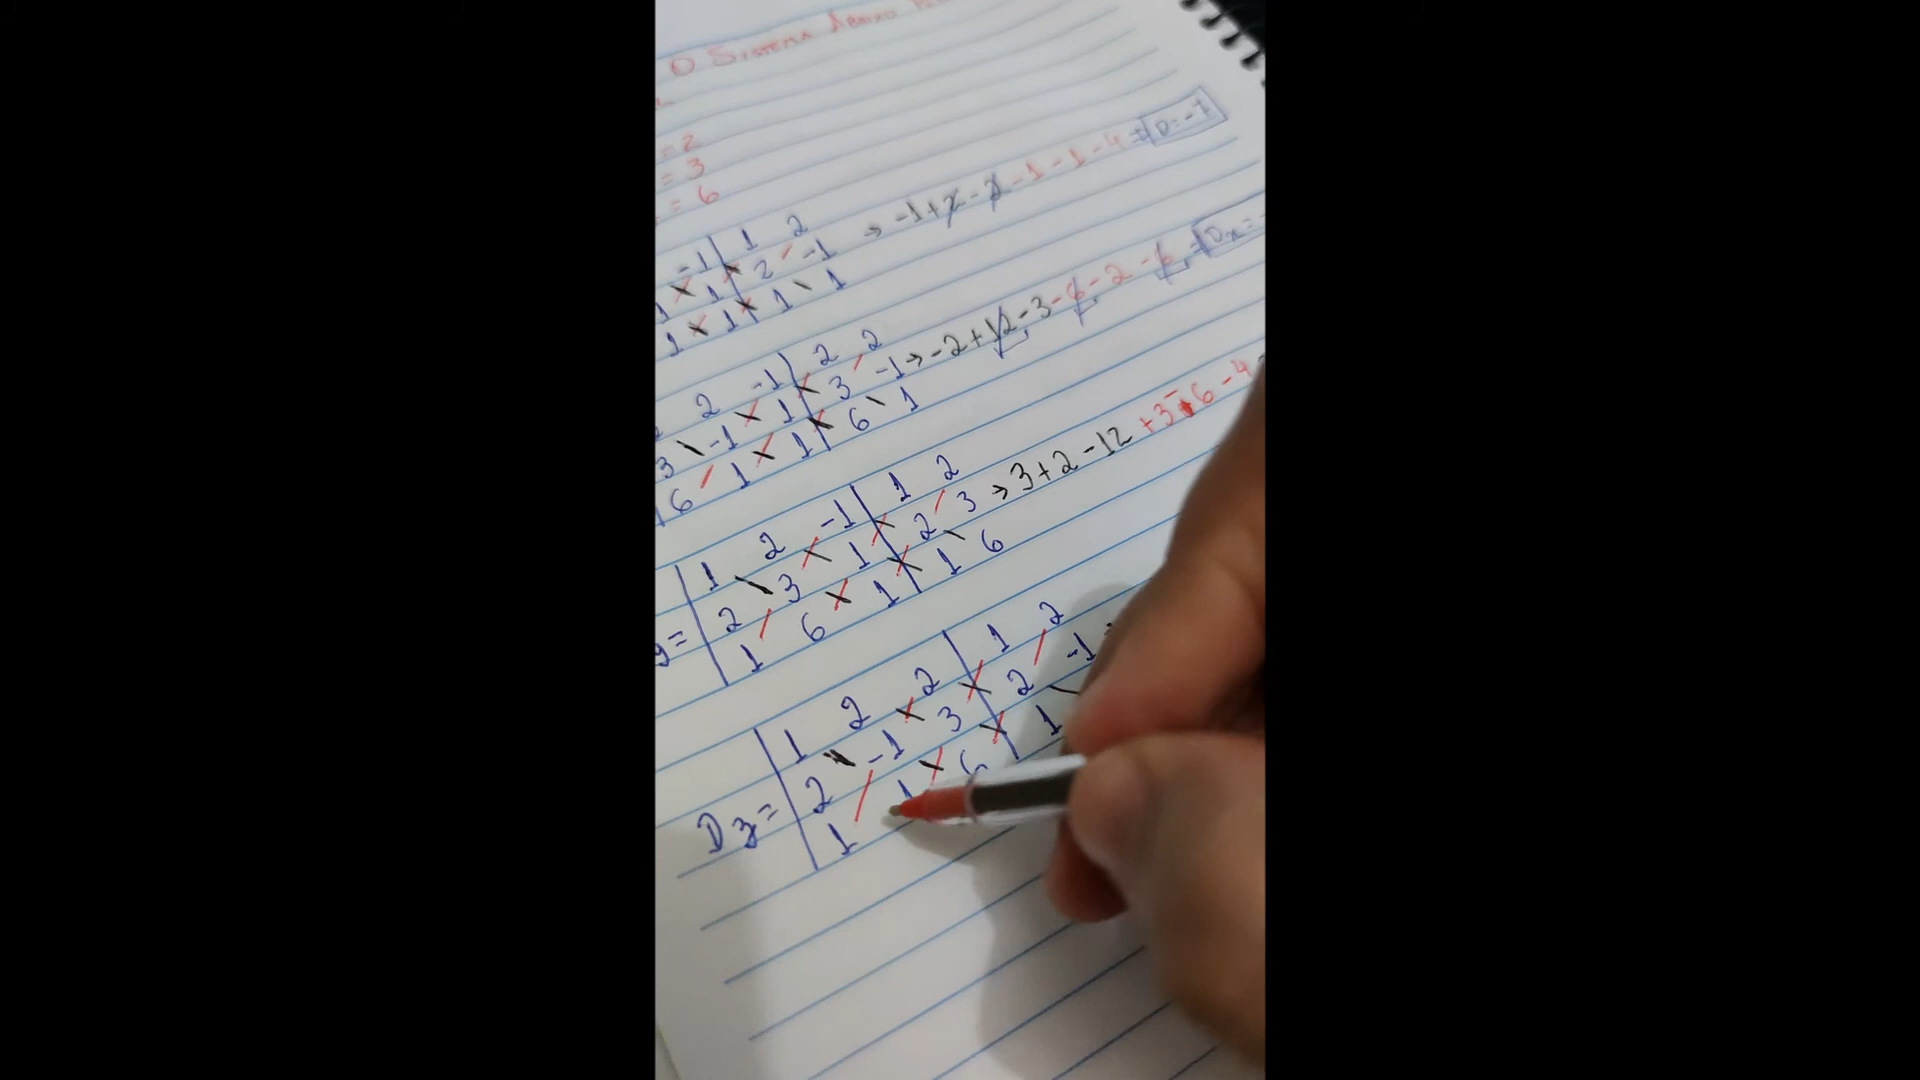 O Sistema Abaixo
= 2
= 3
= 6
-1 | 1 2
1 | 2 -1 → -1+2-2-1-1-4 = D=-7
1 1 | 1 1
2 -1 | 2 2
3 -1 1 | 3 -1 → -2+12-3-6-2-6 = Dx=-
6 1 1 | 6 1
1 2 -1 | 1 2
y= 2 3 1 | 2 3 → 3+2-12+3-6-4
1 6 1 | 1 6
1 2 2 | 1 2
Dz= 2 -1 3 | 2 -1
1 1 6 | 1